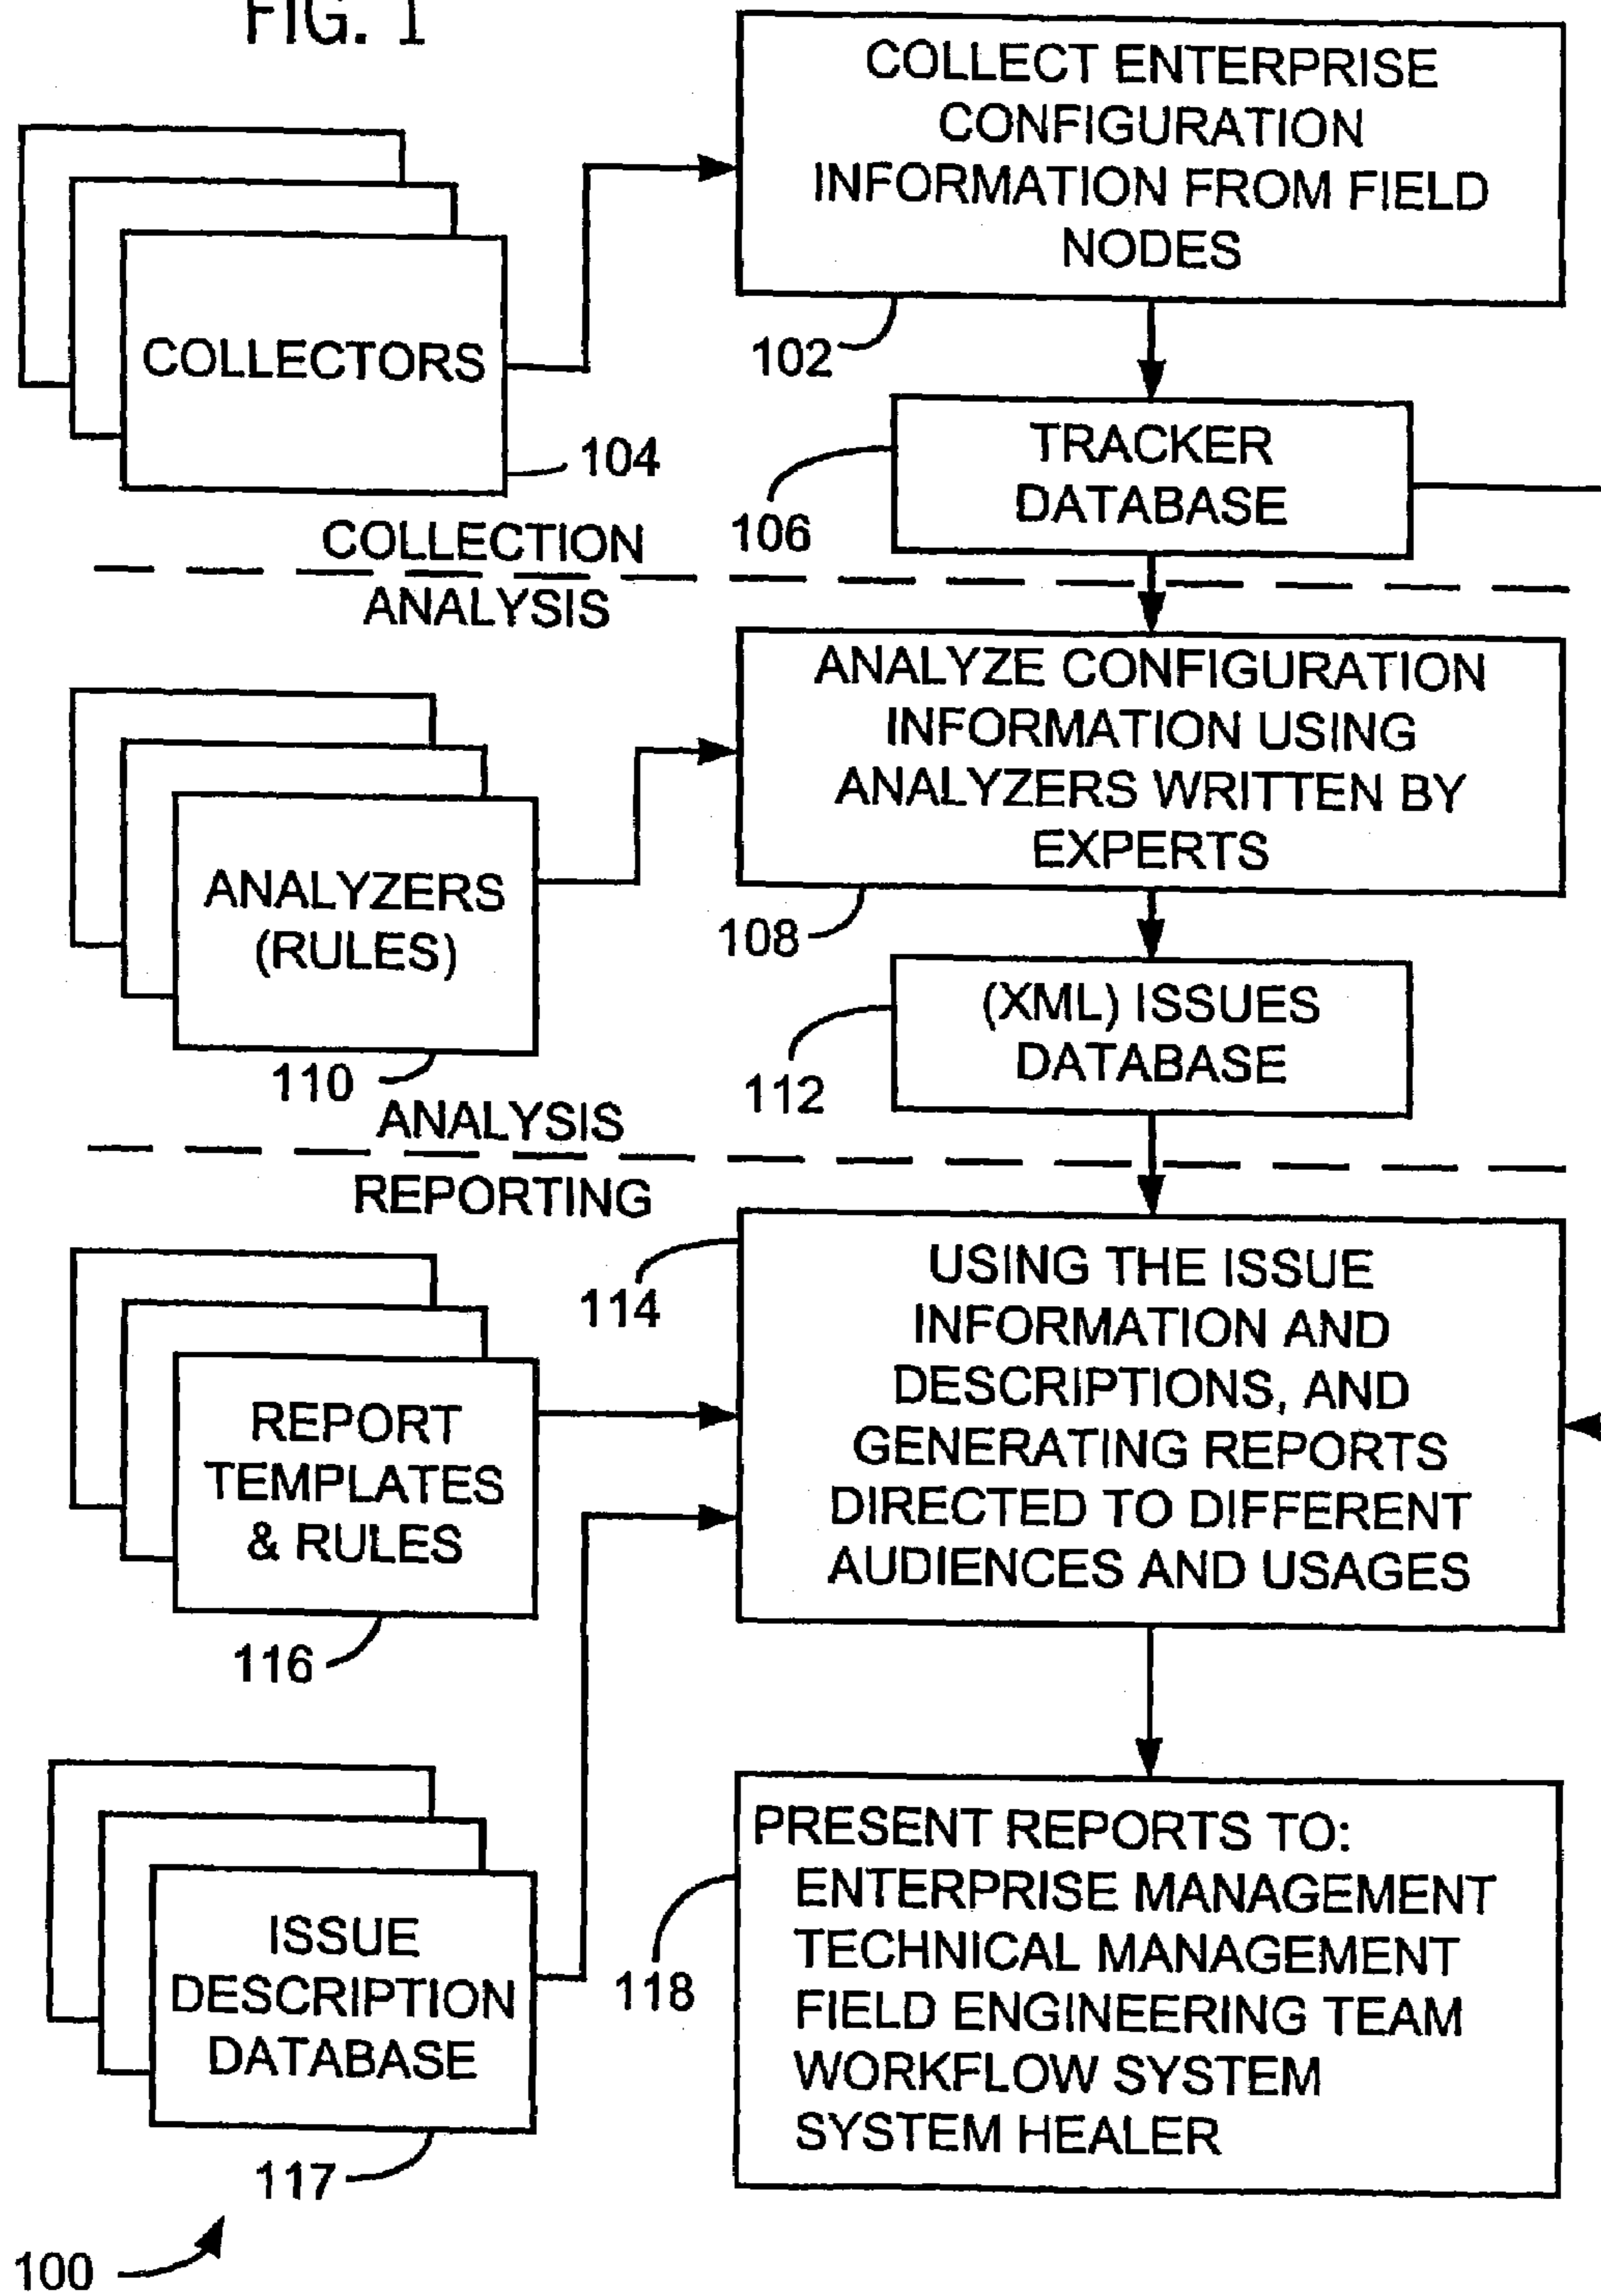 FIG. 1
COLLECT ENTERPRISE
CONFIGURATION
INFORMATION FROM FIELD
NODES
102
COLLECTORS
104
TRACKER
DATABASE
106
COLLECTION
ANALYSIS
ANALYZE CONFIGURATION
INFORMATION USING
ANALYZERS WRITTEN BY
EXPERTS
108
ANALYZERS
(RULES)
110
(XML) ISSUES
DATABASE
112
ANALYSIS
REPORTING
USING THE ISSUE
INFORMATION AND
DESCRIPTIONS, AND
GENERATING REPORTS
DIRECTED TO DIFFERENT
AUDIENCES AND USAGES
114
REPORT
TEMPLATES
& RULES
116
ISSUE
DESCRIPTION
DATABASE
117
PRESENT REPORTS TO:
ENTERPRISE MANAGEMENT
TECHNICAL MANAGEMENT
FIELD ENGINEERING TEAM
WORKFLOW SYSTEM
SYSTEM HEALER
118
100